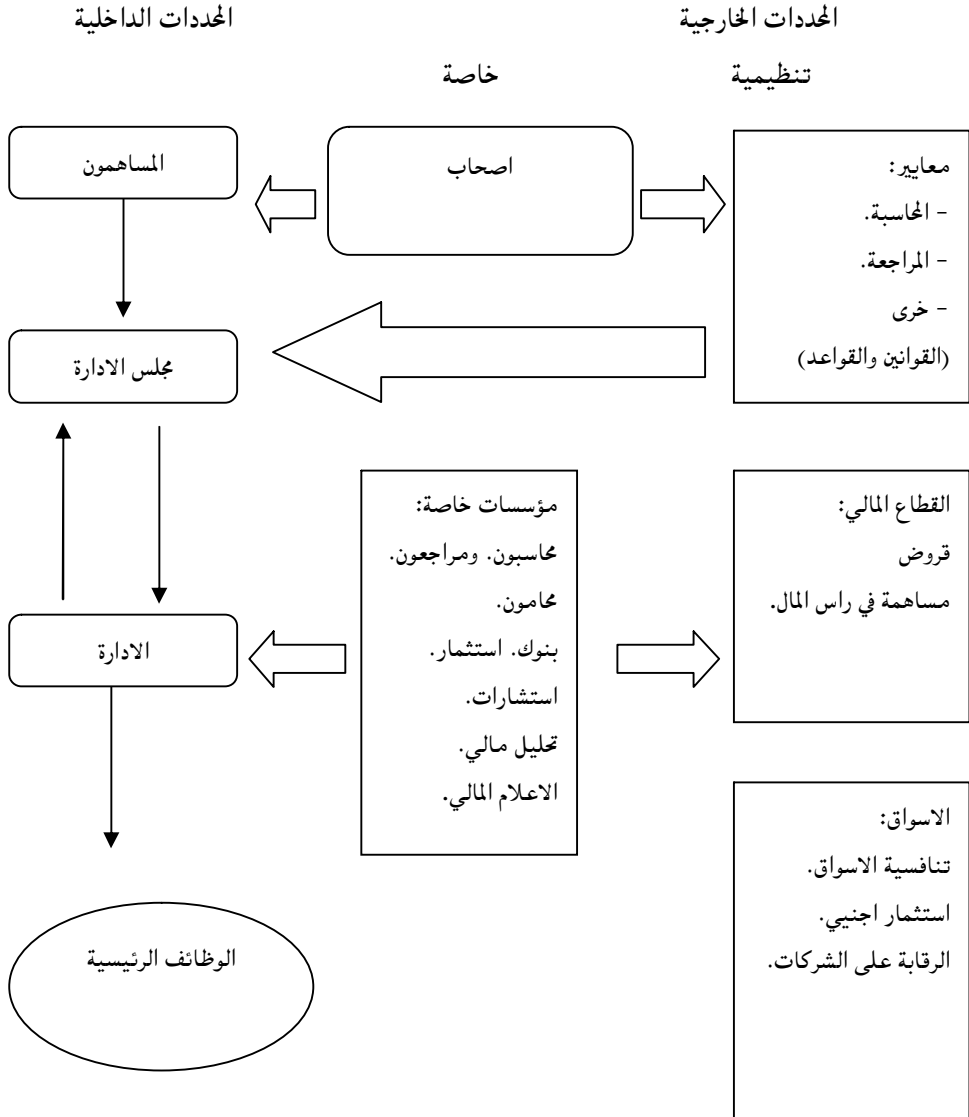 المحددات الخارجية
المحددات الداخلية
تنظيمية
خاصة
معايير:
- المحاسبة.
- المراجعة.
- خرى
(القوانين والقواعد)
اصحاب
المساهمون
مجلس الادارة
القطاع المالي:
قروض
مساهمة في راس المال.
مؤسسات خاصة:
محاسبون. ومراجعون.
محامون.
بنوك. استثمار.
استشارات.
تحليل مالي.
الاعلام المالي.
الادارة
الاسواق:
تنافسية الاسواق.
استثمار اجنبي.
الرقابة على الشركات.
الوظائف الرئيسية